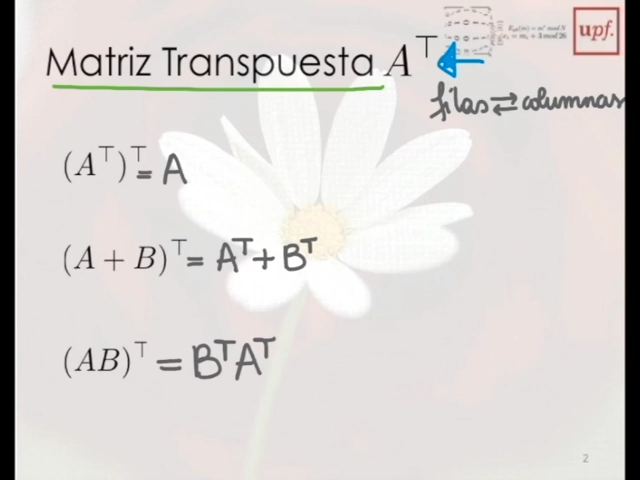 Matriz Transpuesta A^⊤
upf.
filas ⇄ columnas
(A^⊤)^⊤ = A
(A + B)^⊤ = A^T + B^T
(AB)^⊤ = B^T A^T
2